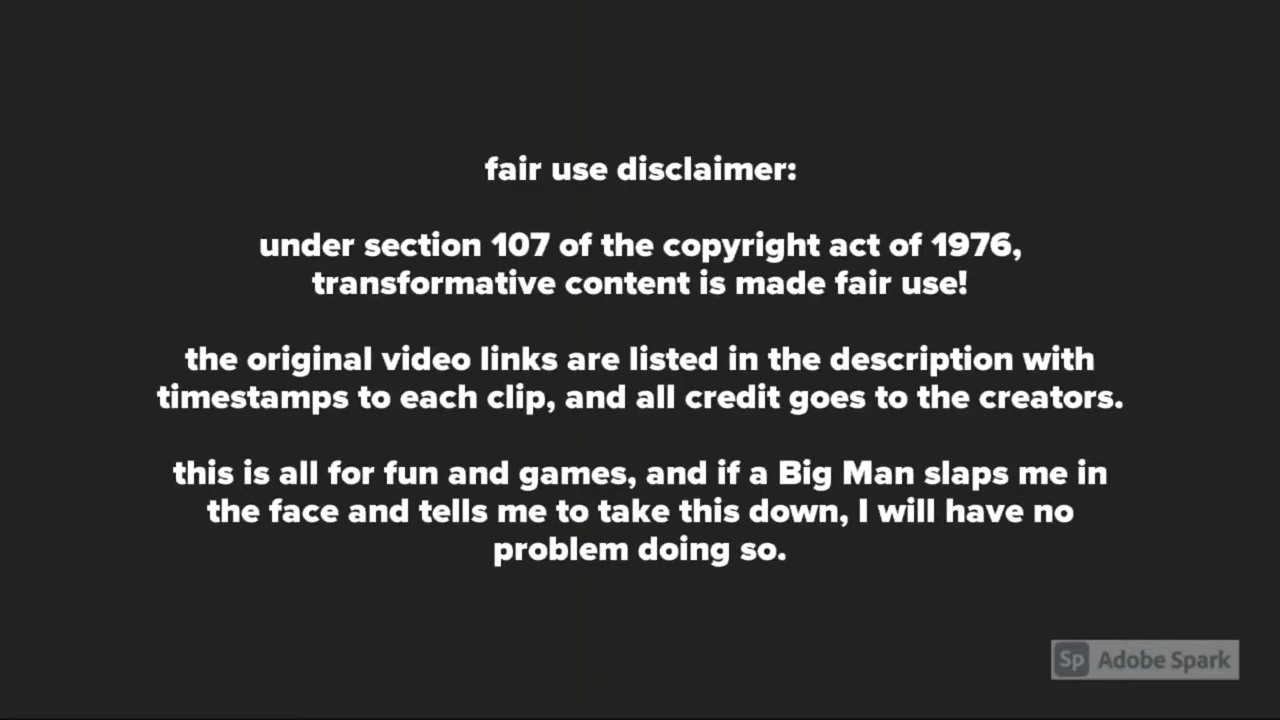 fair use disclaimer:
under section 107 of the copyright act of 1976,
transformative content is made fair use!
the original video links are listed in the description with
timestamps to each clip, and all credit goes to the creators.
this is all for fun and games, and if a Big Man slaps me in
the face and tells me to take this down, I will have no
problem doing so.
Sp Adobe Spark